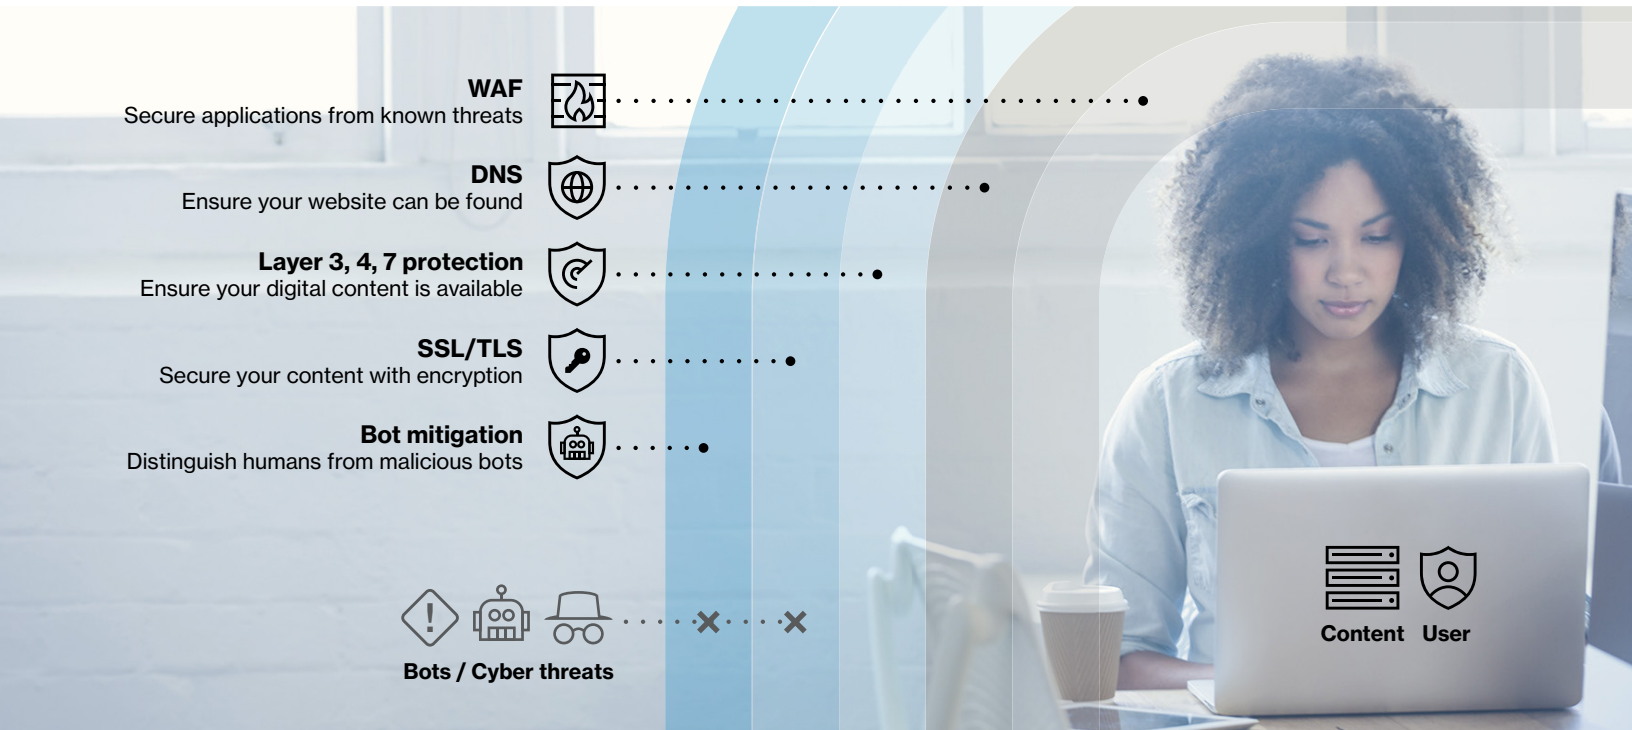 WAF
Secure applications from known threats
DNS
Ensure your website can be found
Layer 3, 4, 7 protection
Ensure your digital content is available
SSL/TLS
Secure your content with encryption
Bot mitigation
Distinguish humans from malicious bots
Bots / Cyber threats
Content User